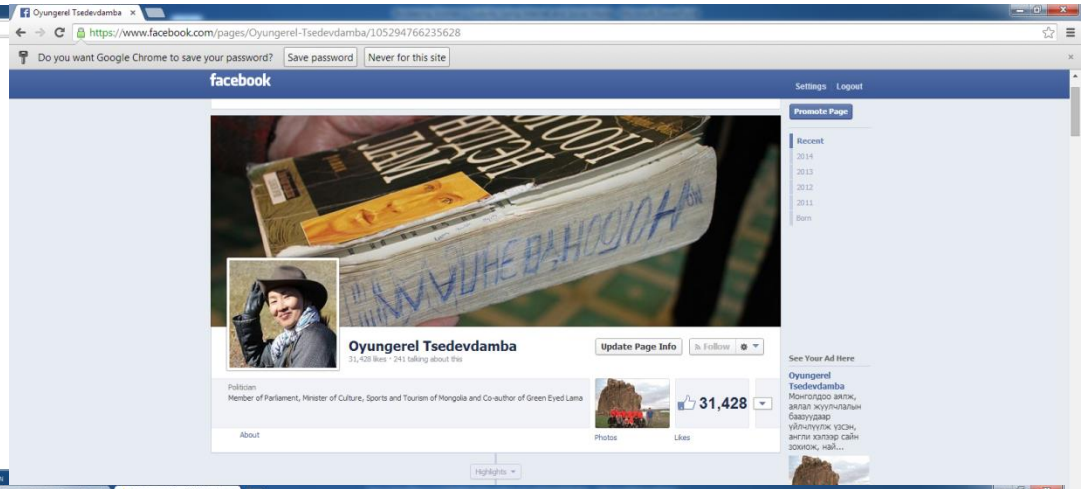 Oyungerel Tsedevdamba
https://www.facebook.com/pages/Oyungerel-Tsedevdamba/105294766235628
Do you want Google Chrome to save your password? Save password Never for this site
facebook
Settings Logout
Promote Page
Recent
2014
2013
2012
2011
Born
НОГООН
НҮДЭН
ЛАМ
Oyungerel Tsedevdamba
31,428 likes · 241 talking about this
Update Page Info Follow
Politician
Member of Parliament, Minister of Culture, Sports and Tourism of Mongolia and Co-author of Green Eyed Lama
About
Photos
31,428
Likes
Highlights
See Your Ad Here
Oyungerel
Tsedevdamba
Монголдоо аялж,
аялал жуулчлалын
баазуудаар
үйлчлүүлж үзсэн,
англи хэлээр сайн
зохиож, най...